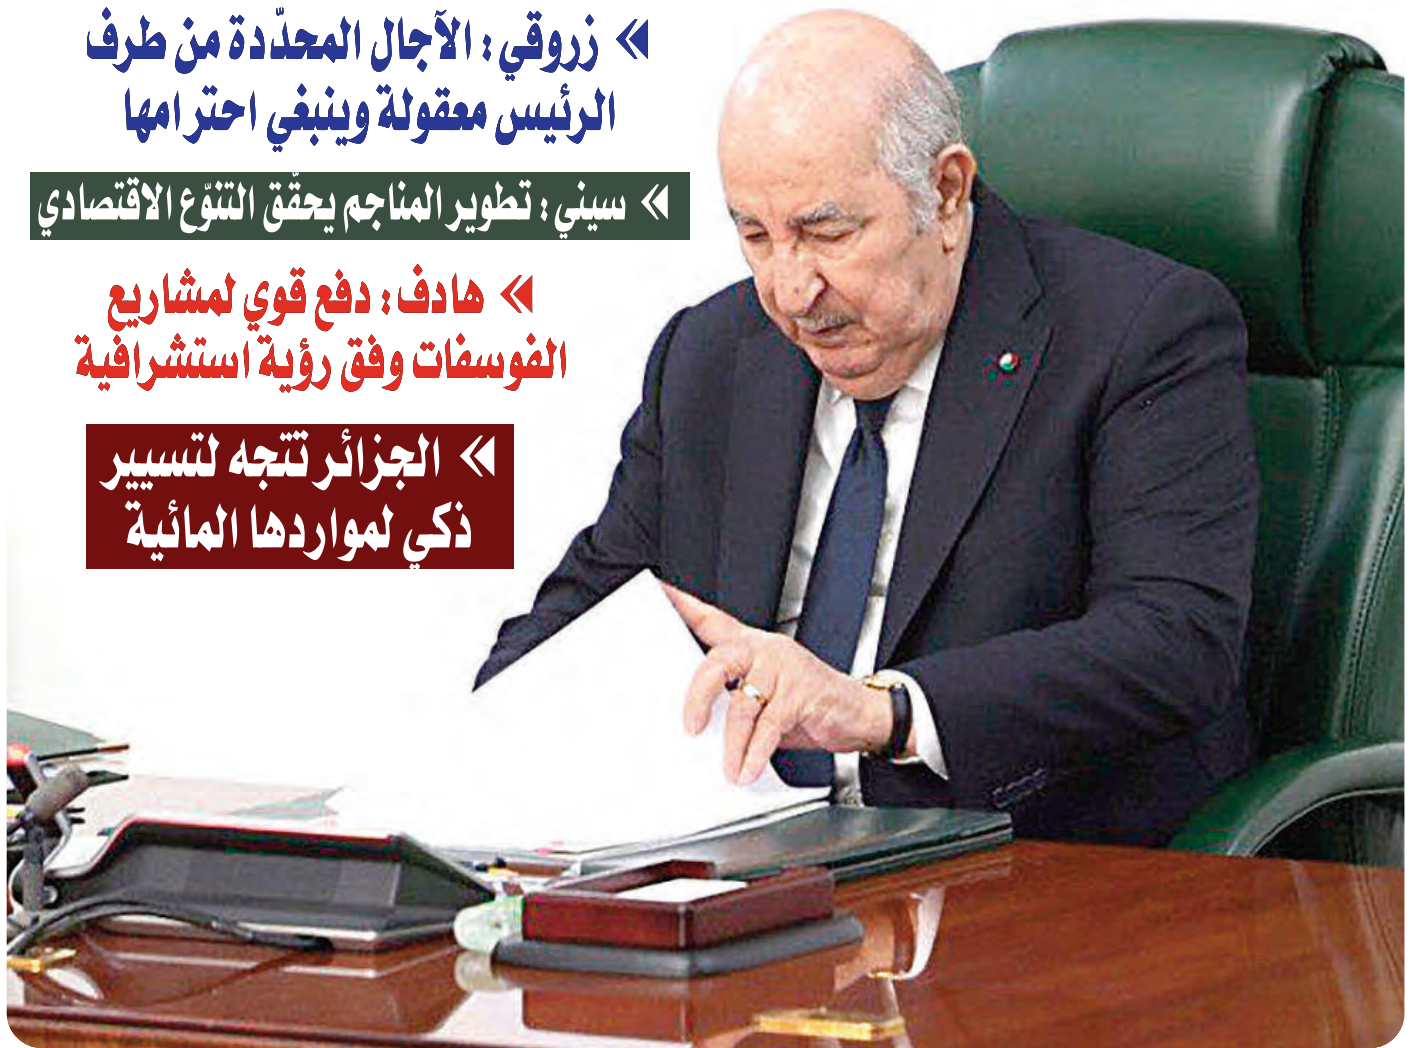 » زروقي : الآجال المحدّدة من طرف
الرئيس معقولة وينبغي احترامها
» سيني : تطوير المناجم يحقّق التنوّع الاقتصادي
» هادف : دفع قوي لمشاريع
الفوسفات وفق رؤية استشرافية
» الجزائر تتجه لتسيير
ذكي لمواردها المائية